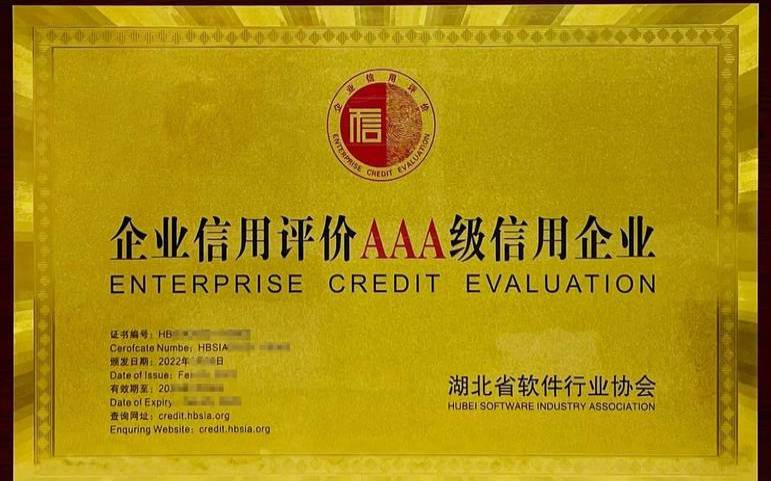 企业信用评价
信
ENTERPRISE CREDIT EVALUATION
企业信用评价AAA级信用企业
ENTERPRISE CREDIT EVALUATION
证书编号：HB
Cerofcate Numbe：HBSIA
颁发日期：2022年 日
Date of Issue：Fe
有效期至：20
Date of Expiry
查询网址：credit.hbsia.org
Enquring Website：credit.hbsia.org
湖北省软件行业协会
HUBEI SOFTWARE INDUSTRY ASSOCIATION